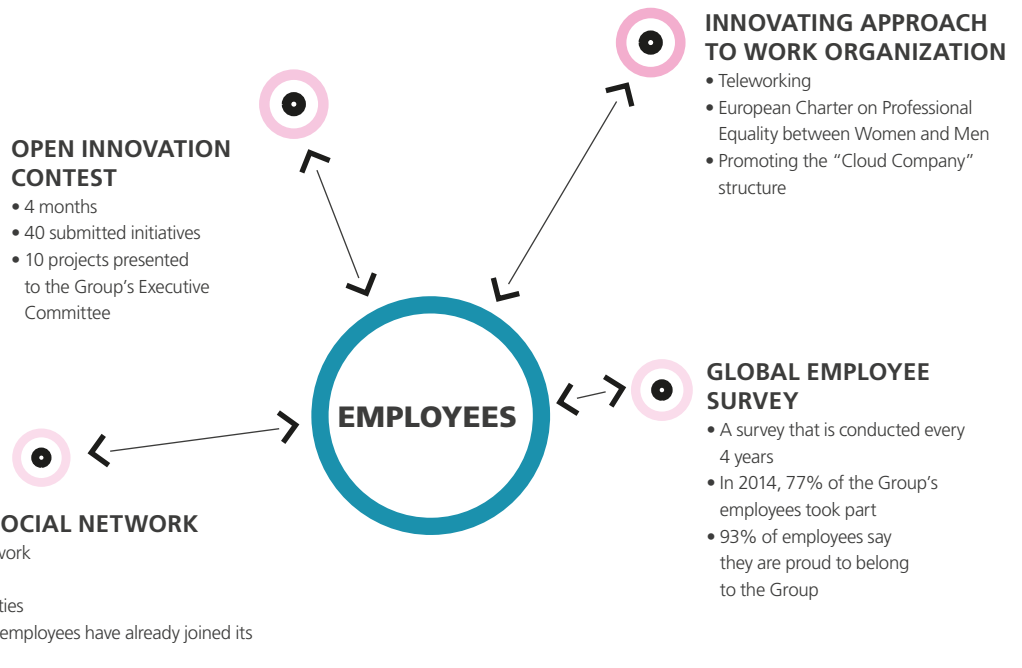 INNOVATING APPROACH
TO WORK ORGANIZATION
• Teleworking
• European Charter on Professional
Equality between Women and Men
• Promoting the “Cloud Company”
structure
OPEN INNOVATION
CONTEST
• 4 months
• 40 submitted initiatives
• 10 projects presented
to the Group’s Executive
Committee
EMPLOYEES
GLOBAL EMPLOYEE
SURVEY
• A survey that is conducted every
4 years
• In 2014, 77% of the Group’s
employees took part
• 93% of employees say
they are proud to belong
to the Group
OCIAL NETWORK
work
ties
employees have already joined its